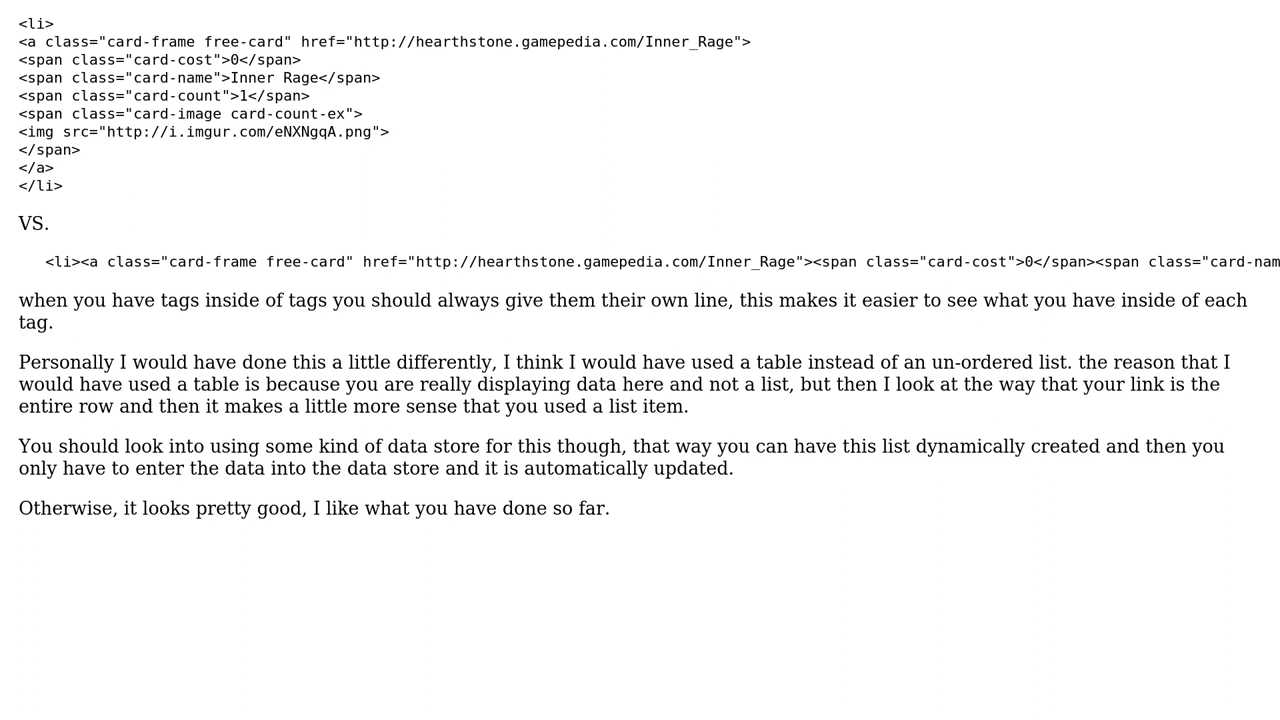 <li>
<a class="card-frame free-card" href="http://hearthstone.gamepedia.com/Inner_Rage">
<span class="card-cost">0</span>
<span class="card-name">Inner Rage</span>
<span class="card-count">1</span>
<span class="card-image card-count-ex">
<img src="http://i.imgur.com/eNXNgqA.png">
</span>
</a>
</li>
VS.
<li><a class="card-frame free-card" href="http://hearthstone.gamepedia.com/Inner_Rage"><span class="card-cost">0</span><span class="card-nam
when you have tags inside of tags you should always give them their own line, this makes it easier to see what you have inside of each
tag.
Personally I would have done this a little differently, I think I would have used a table instead of an un-ordered list. the reason that I
would have used a table is because you are really displaying data here and not a list, but then I look at the way that your link is the
entire row and then it makes a little more sense that you used a list item.
You should look into using some kind of data store for this though, that way you can have this list dynamically created and then you
only have to enter the data into the data store and it is automatically updated.
Otherwise, it looks pretty good, I like what you have done so far.